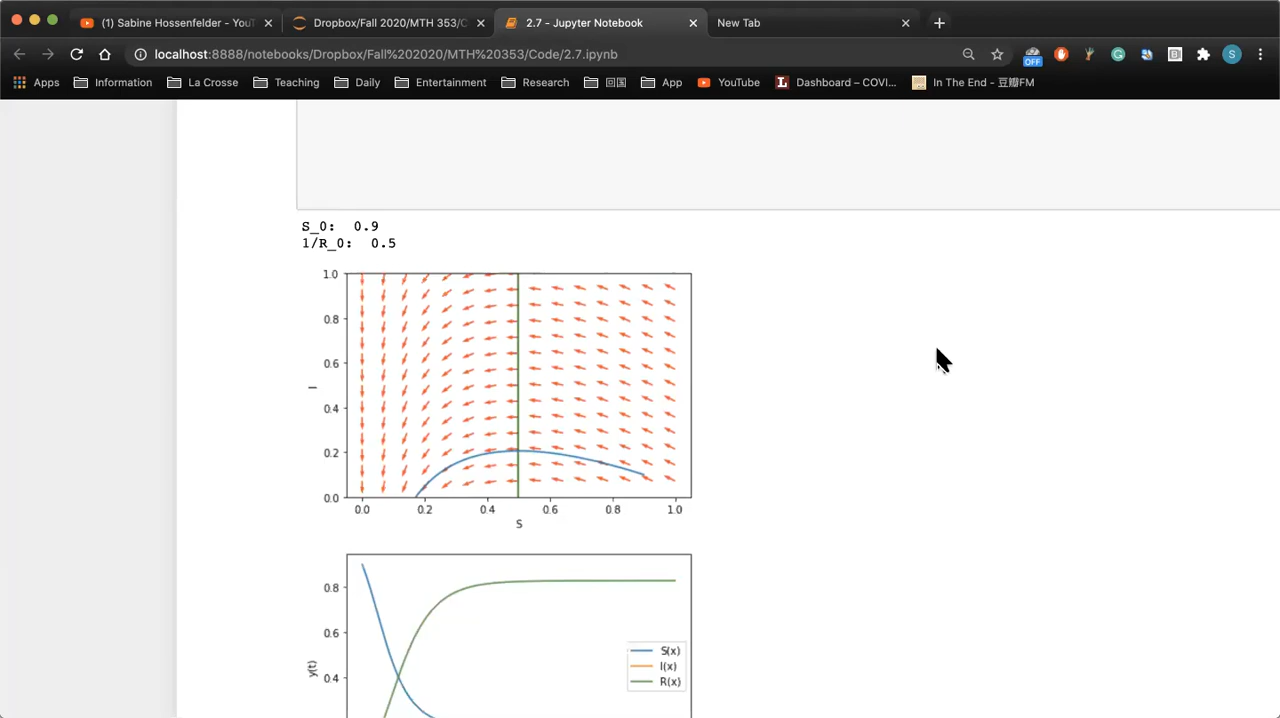 (1) Sabine Hossenfelder - YouT
Dropbox/Fall 2020/MTH 353/C
2.7 - Jupyter Notebook
New Tab
localhost:8888/notebooks/Dropbox/Fall%202020/MTH%20353/Code/2.7.ipynb
OFF
S
Apps
Information
La Crosse
Teaching
Daily
Entertainment
Research
回国
App
YouTube
Dashboard – COVI...
In The End - 豆瓣FM
S_0: 0.9
1/R_0: 0.5
1.0
0.8
0.6
0.4
0.2
0.0
I
0.0 0.2 0.4 0.6 0.8 1.0
S
0.8
0.6
0.4
y(t)
S(x)
I(x)
R(x)